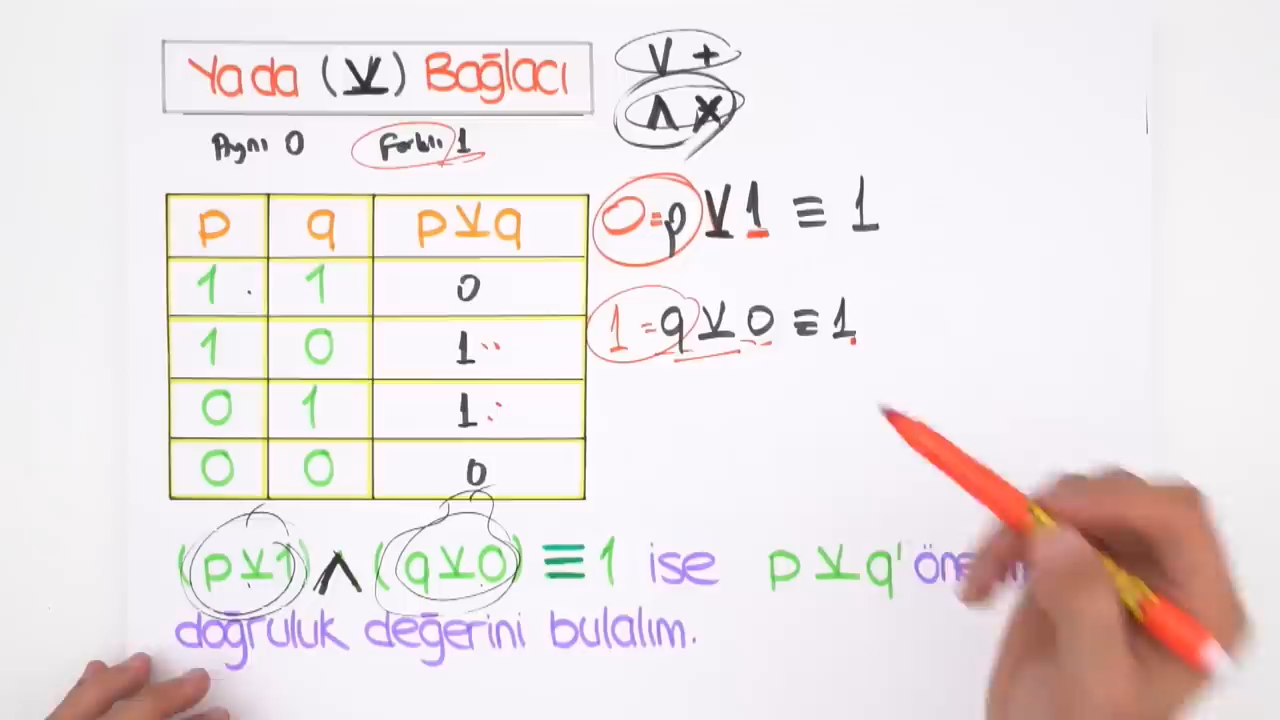 Ya da (⊻) Bağlacı
∨ +
∧ ×
Aynı 0 Farklı 1
p q p⊻q
1 1 0
1 0 1
0 1 1
0 0 0
0 = p ⊻ 1 ≡ 1
1 = q ⊻ 0 ≡ 1
(p⊻1) ∧ (q⊻0) ≡ 1 ise p ⊻ q'
doğruluk değerini bulalım.